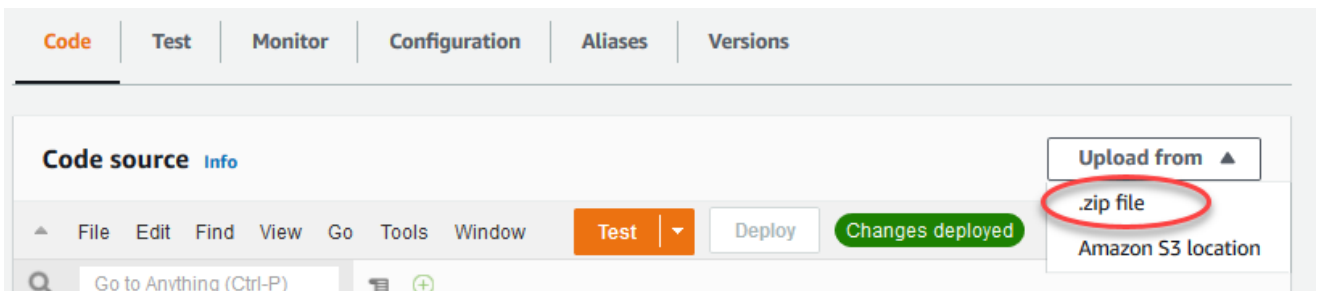 Code Test Monitor Configuration Aliases Versions
Code source Info Upload from
.zip file
File Edit Find View Go Tools Window Test Deploy Changes deployed
Amazon S3 location
Go to Anything (Ctrl-P)